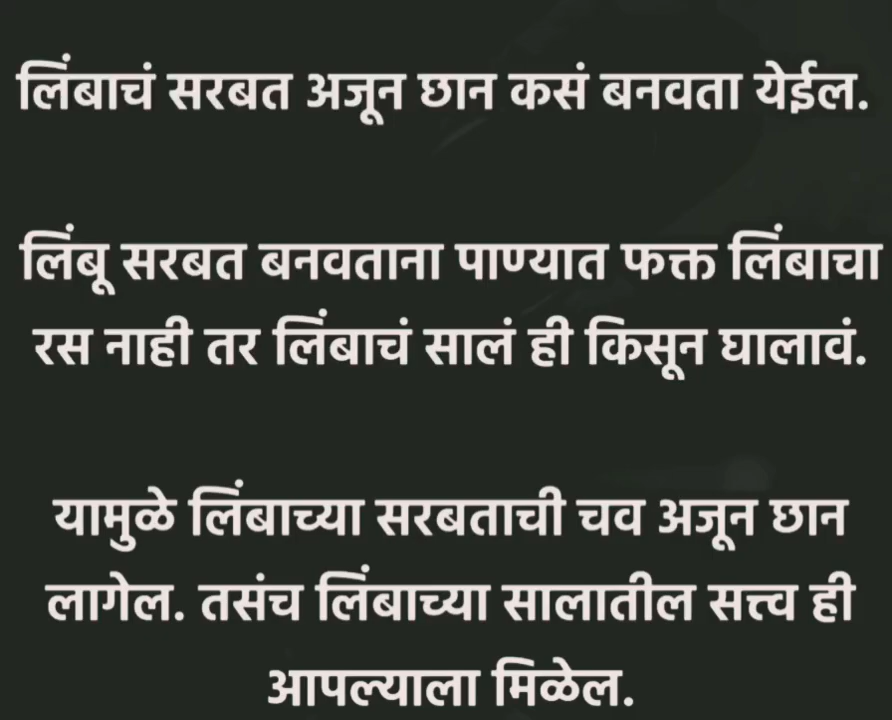 लिंबाचं सरबत अजून छान कसं बनवता येईल.
लिंबू सरबत बनवताना पाण्यात फक्त लिंबाचा
रस नाही तर लिंबाचं सालं ही किसून घालावं.
यामुळे लिंबाच्या सरबताची चव अजून छान
लागेल. तसंच लिंबाच्या सालातील सत्त्व ही
आपल्याला मिळेल.